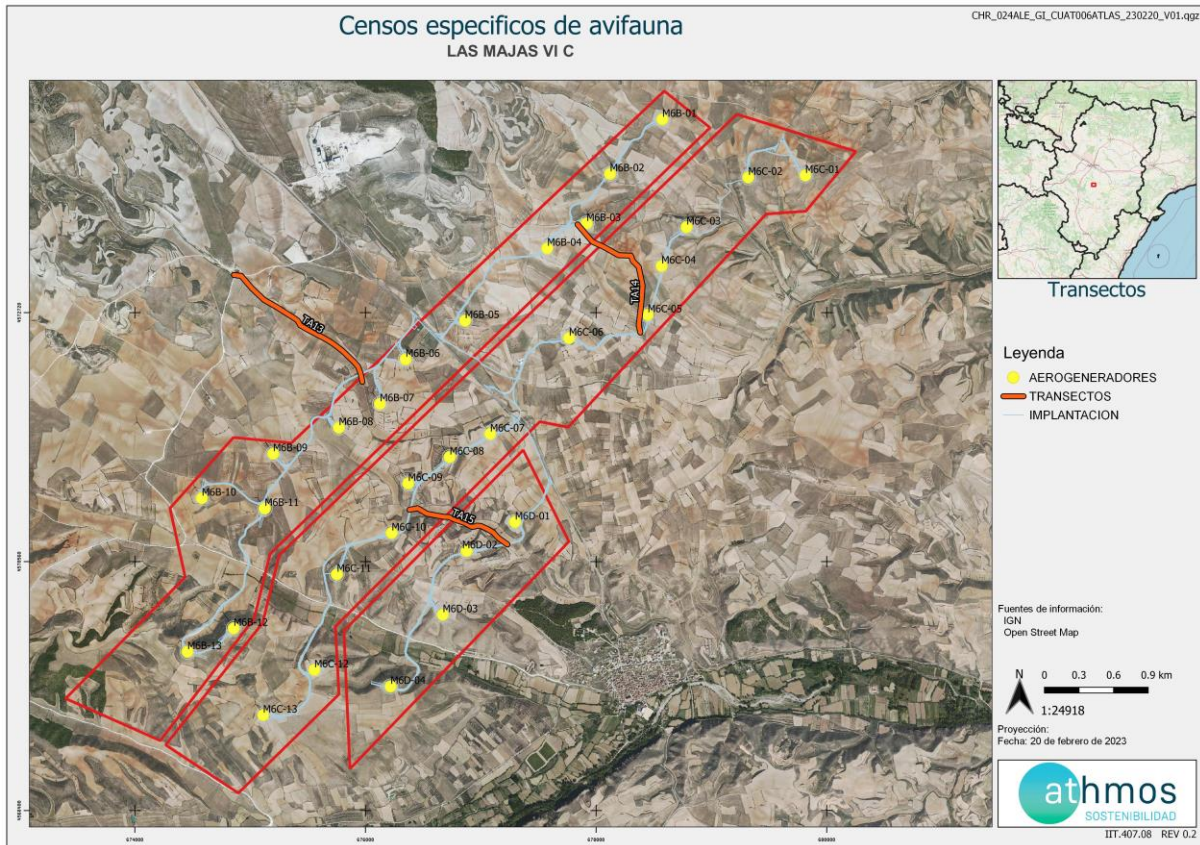 Censos especificos de avifauna
LAS MAJAS VI C
CHR_024ALE_GI_CUAT006ATLAS_230220_V01.qgz
M6B-01
M6B-02
M6C-02
M6C-01
M6B-03
M6C-03
M6B-04
M6C-04
TA14
M6C-05
M6B-05
TA13
M6C-06
M6B-06
M6B-07
M6B-08
M6C-07
M6B-09
M6C-08
M6C-09
M6B-10
M6B-11
TA15
M6D-01
M6C-10
M6D-02
M6C-11
M6D-03
M6B-12
M6B-13
M6C-12
M6D-04
M6C-13
674000
676000
678000
680000
Transectos
Leyenda
AEROGENERADORES
TRANSECTOS
IMPLANTACION
Fuentes de información:
IGN
Open Street Map
N
0 0.3 0.6 0.9 km
1:24918
Proyección:
Fecha: 20 de febrero de 2023
athmos
SOSTENIBILIDAD
IIT.407.08 REV 0.2